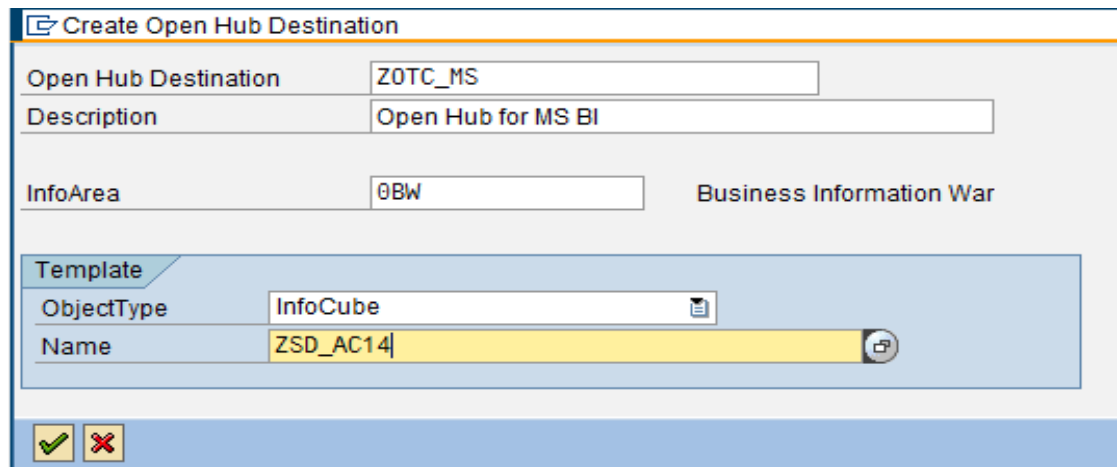 Create Open Hub Destination
Open Hub Destination ZOTC_MS
Description Open Hub for MS BI
InfoArea 0BW Business Information War
Template
ObjectType InfoCube
Name ZSD_AC14